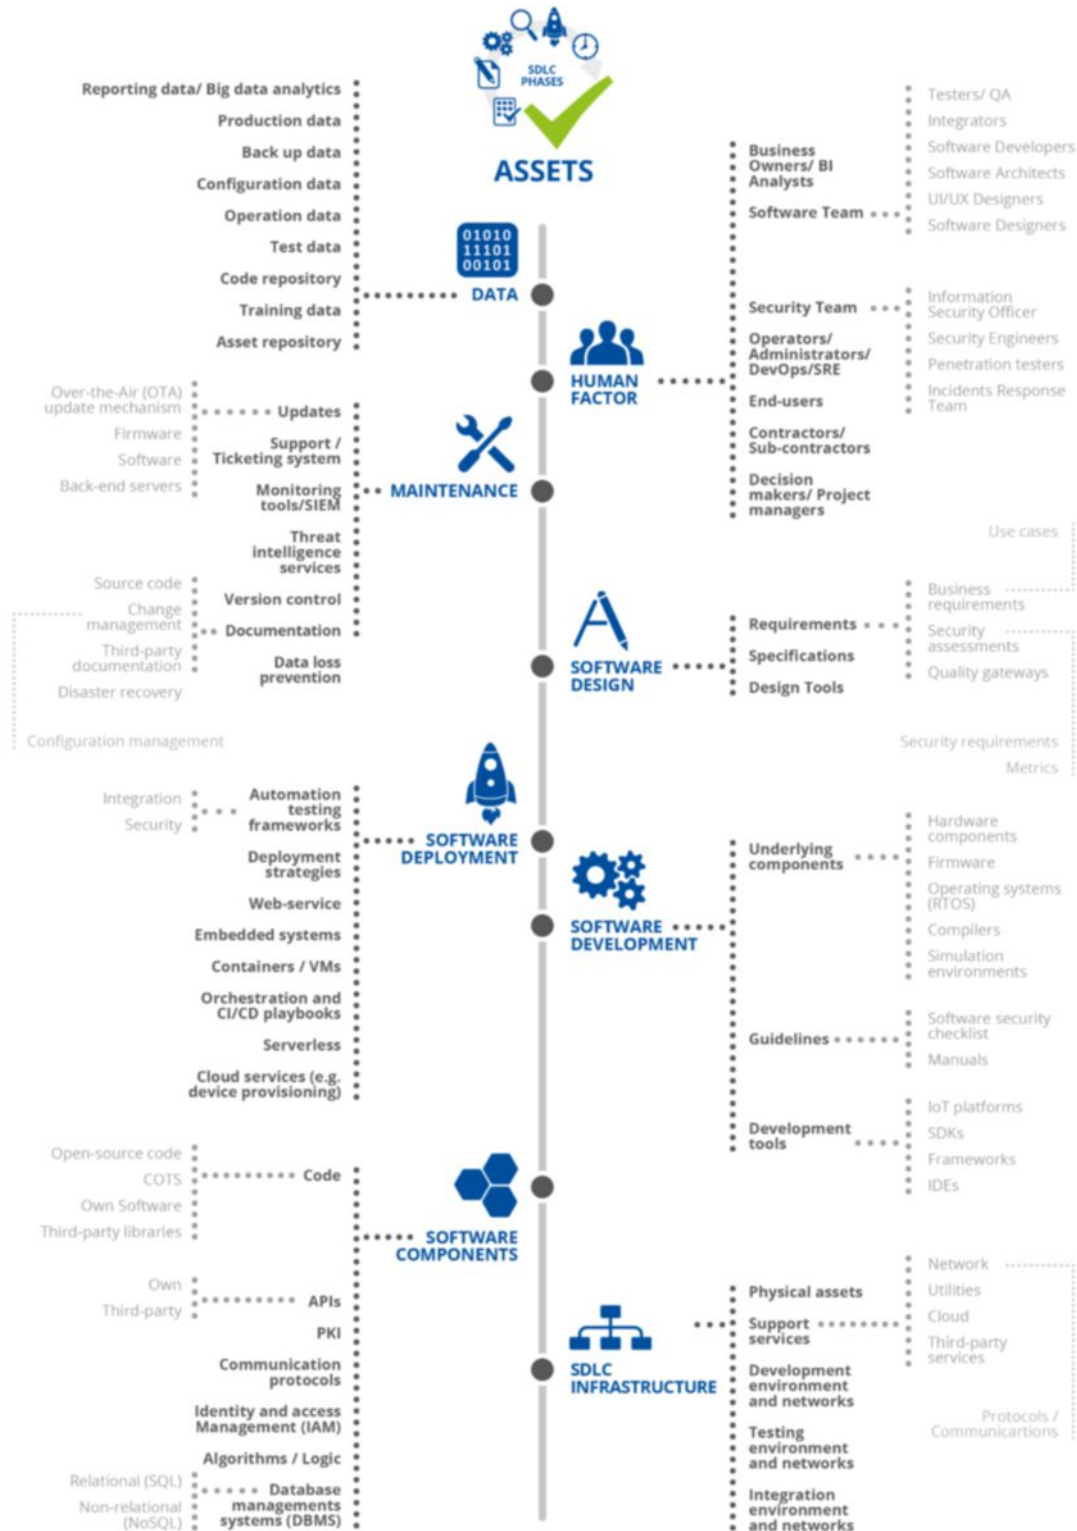 SDLC
PHASES
ASSETS
01010
11101
00101
DATA
Reporting data/ Big data analytics
Production data
Back up data
Configuration data
Operation data
Test data
Code repository
Training data
Asset repository
HUMAN
FACTOR
Business
Owners/ BI
Analysts
Software Team
Testers/ QA
Integrators
Software Developers
Software Architects
UI/UX Designers
Software Designers
Security Team
Information
Security Officer
Security Engineers
Penetration testers
Incidents Response
Team
Operators/
Administrators/
DevOps/SRE
End-users
Contractors/
Sub-contractors
Decision
makers/ Project
managers
MAINTENANCE
Updates
Over-the-Air (OTA)
update mechanism
Firmware
Software
Back-end servers
Support /
Ticketing system
Monitoring
tools/SIEM
Threat
intelligence
services
Version control
Documentation
Source code
Change
management
Third-party
documentation
Disaster recovery
Configuration management
Data loss
prevention
SOFTWARE
DESIGN
Requirements
Business
requirements
Use cases
Security
assessments
Security requirements
Metrics
Quality gateways
Specifications
Design Tools
SOFTWARE
DEPLOYMENT
Automation
testing
frameworks
Integration
Security
Deployment
strategies
Web-service
Embedded systems
Containers / VMs
Orchestration and
CI/CD playbooks
Serverless
Cloud services (e.g.
device provisioning)
SOFTWARE
DEVELOPMENT
Underlying
components
Hardware
components
Firmware
Operating systems
(RTOS)
Compilers
Simulation
environments
Guidelines
Software security
checklist
Manuals
Development
tools
IoT platforms
SDKs
Frameworks
IDEs
SOFTWARE
COMPONENTS
Code
Open-source code
COTS
Own Software
Third-party libraries
APIs
Own
Third-party
PKI
Communication
protocols
Identity and access
Management (IAM)
Algorithms / Logic
Database
managements
systems (DBMS)
Relational (SQL)
Non-relational
(NoSQL)
SDLC
INFRASTRUCTURE
Physical assets
Support
services
Network
Utilities
Cloud
Third-party
services
Protocols /
Communicartions
Development
environment
and networks
Testing
environment
and networks
Integration
environment
and networks